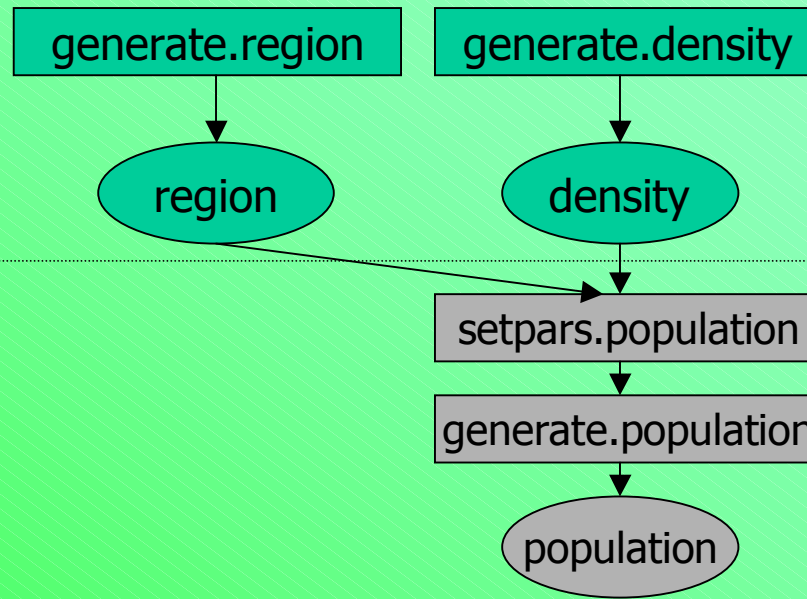 generate.region
generate.density
region
density
setpars.population
generate.population
population